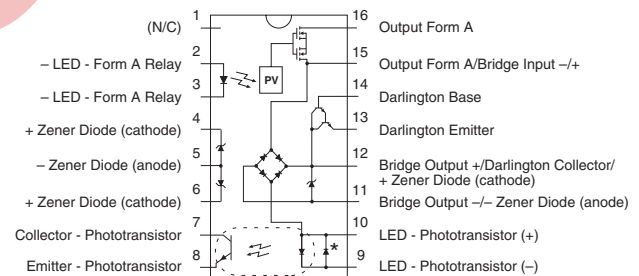 1
(N/C)
2
– LED - Form A Relay
3
– LED - Form A Relay
4
+ Zener Diode (cathode)
5
– Zener Diode (anode)
6
+ Zener Diode (cathode)
7
Collector - Phototransistor
8
Emitter - Phototransistor
PV
*
16
Output Form A
15
Output Form A/Bridge Input –/+
14
Darlington Base
13
Darlington Emitter
12
Bridge Output +/Darlington Collector/
+ Zener Diode (cathode)
11
Bridge Output –/– Zener Diode (anode)
10
LED - Phototransistor (+)
9
LED - Phototransistor (–)